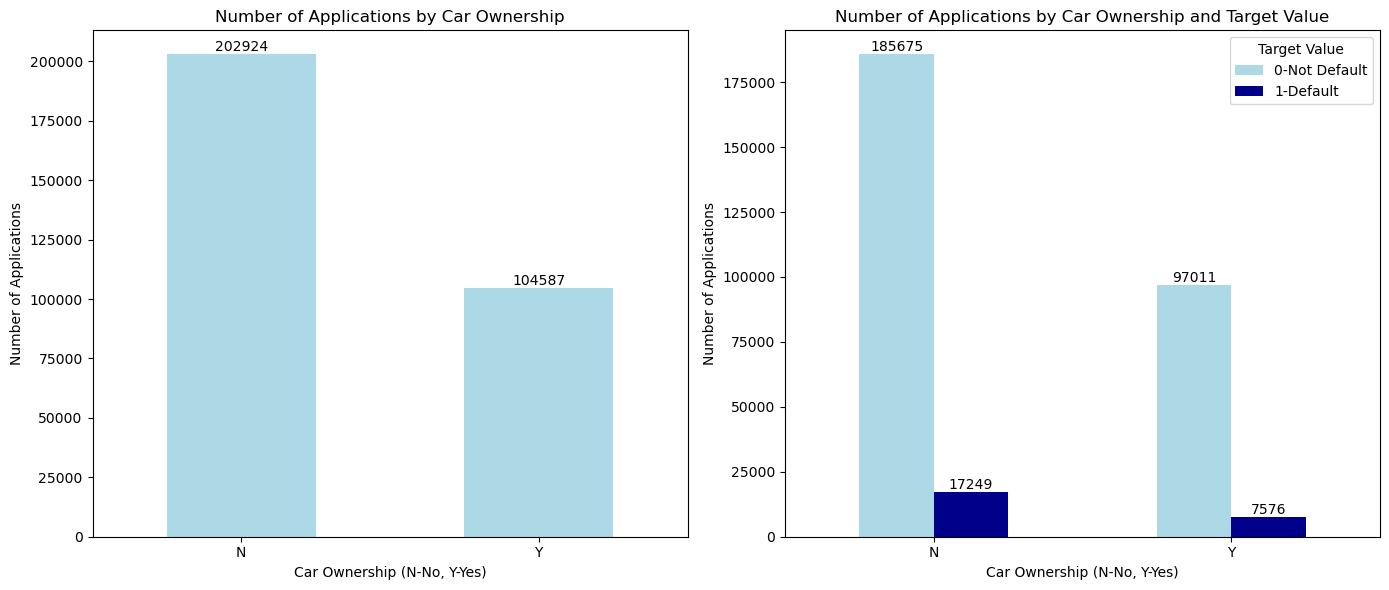 Number of Applications by Car Ownership
202924
104587
200000
175000
150000
125000
100000
75000
50000
25000
0
Number of Applications
N
Y
Car Ownership (N-No, Y-Yes)
Number of Applications by Car Ownership and Target Value
185675
17249
97011
7576
Target Value
0-Not Default
1-Default
175000
150000
125000
100000
75000
50000
25000
0
Number of Applications
N
Y
Car Ownership (N-No, Y-Yes)